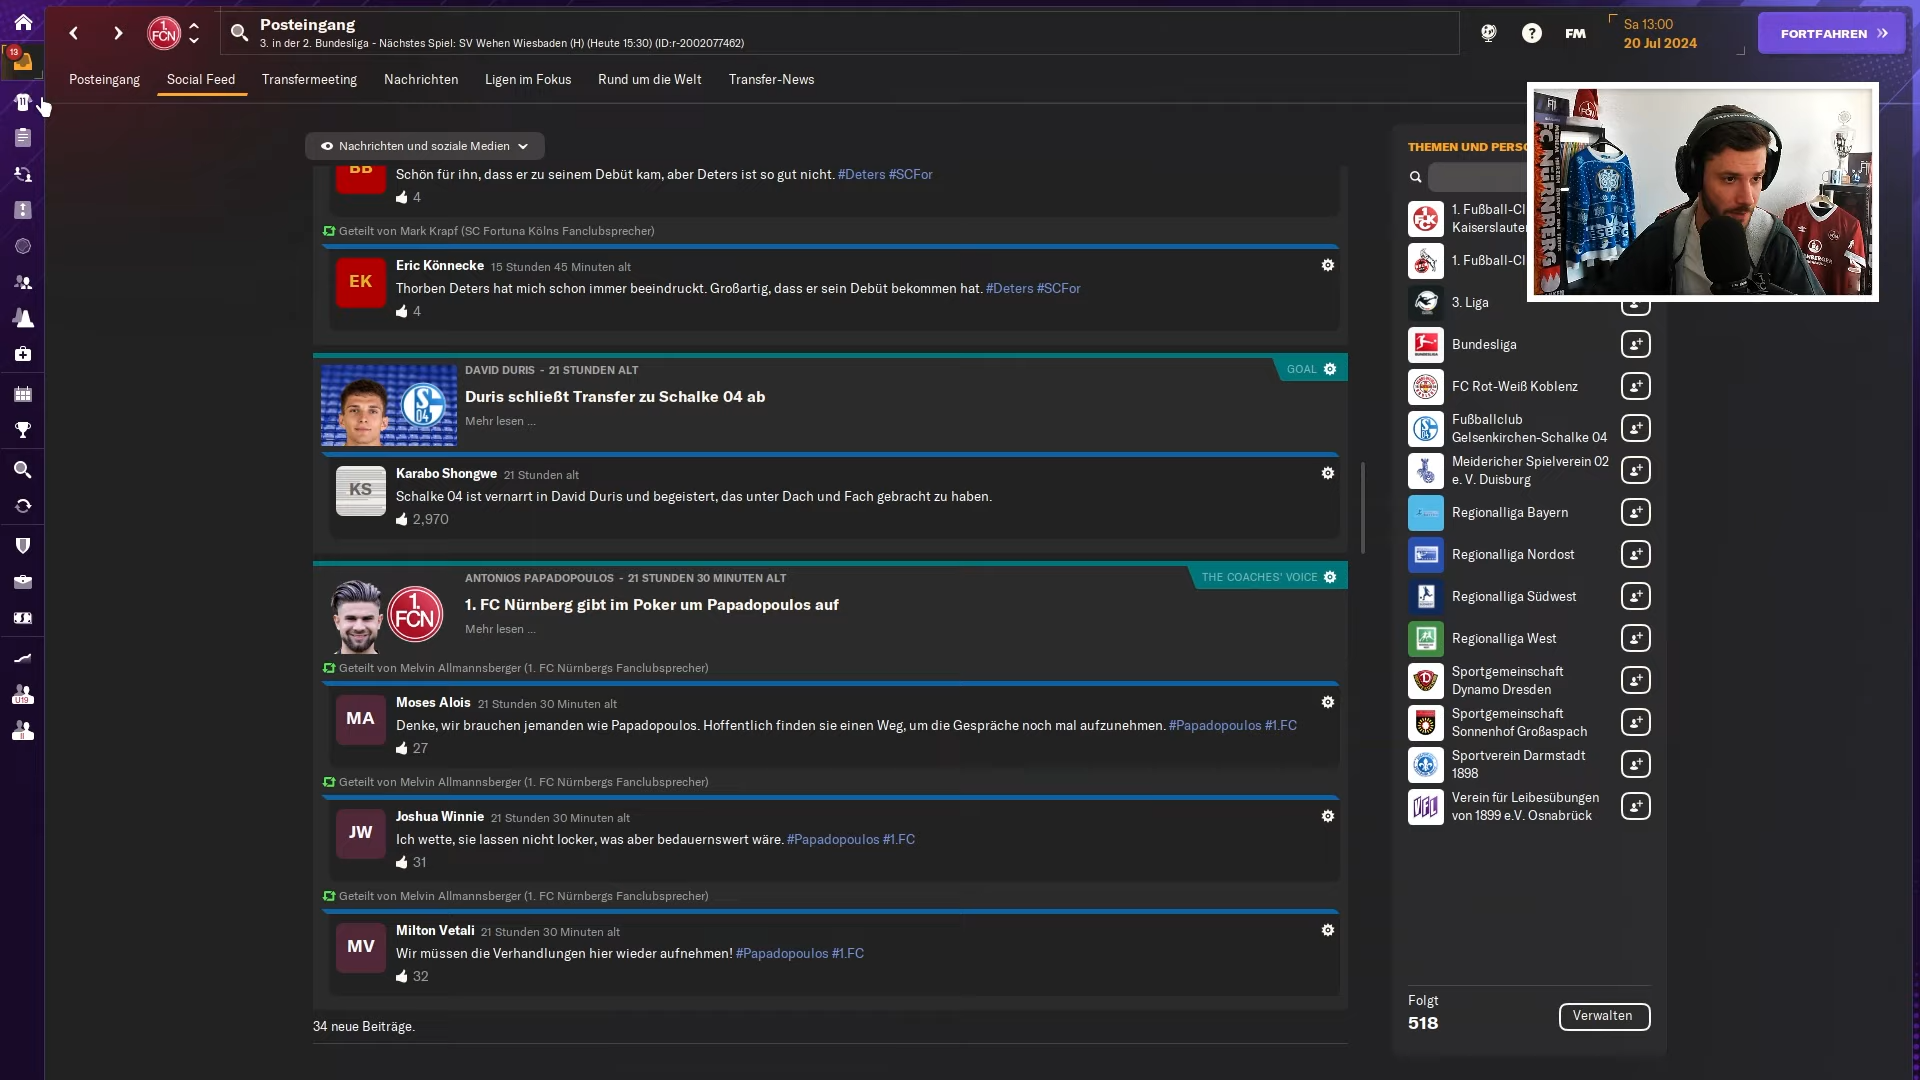 Posteingang
3. in der 2. Bundesliga - Nächstes Spiel: SV Wehen Wiesbaden (H) (Heute 15:30) (ID:r-2002077462)
FM
Sa 13:00
20 Jul 2024
FORTFAHREN
13
Posteingang
Social Feed
Transfermeeting
Nachrichten
Ligen im Fokus
Rund um die Welt
Transfer-News
Nachrichten und soziale Medien
BB
Schön für ihn, dass er zu seinem Debüt kam, aber Deters ist so gut nicht. #Deters #SCFor
4
Geteilt von Mark Krapf (SC Fortuna Kölns Fanclubsprecher)
EK
Eric Könnecke 15 Stunden 45 Minuten alt
Thorben Deters hat mich schon immer beeindruckt. Großartig, dass er sein Debüt bekommen hat. #Deters #SCFor
4
DAVID DURIS - 21 STUNDEN ALT
GOAL
Duris schließt Transfer zu Schalke 04 ab
Mehr lesen ...
KS
Karabo Shongwe 21 Stunden alt
Schalke 04 ist vernarrt in David Duris und begeistert, das unter Dach und Fach gebracht zu haben.
2,970
ANTONIOS PAPADOPOULOS - 21 STUNDEN 30 MINUTEN ALT
THE COACHES' VOICE
1. FC Nürnberg gibt im Poker um Papadopoulos auf
Mehr lesen ...
Geteilt von Melvin Allmannsberger (1. FC Nürnbergs Fanclubsprecher)
MA
Moses Alois 21 Stunden 30 Minuten alt
Denke, wir brauchen jemanden wie Papadopoulos. Hoffentlich finden sie einen Weg, um die Gespräche noch mal aufzunehmen. #Papadopoulos #1.FC
27
Geteilt von Melvin Allmannsberger (1. FC Nürnbergs Fanclubsprecher)
JW
Joshua Winnie 21 Stunden 30 Minuten alt
Ich wette, sie lassen nicht locker, was aber bedauernswert wäre. #Papadopoulos #1.FC
31
Geteilt von Melvin Allmannsberger (1. FC Nürnbergs Fanclubsprecher)
MV
Milton Vetali 21 Stunden 30 Minuten alt
Wir müssen die Verhandlungen hier wieder aufnehmen! #Papadopoulos #1.FC
32
34 neue Beiträge.
THEMEN UND PERSO
1. Fußball-Cl
Kaiserslauter
1. Fußball-Cl
3. Liga
Bundesliga
FC Rot-Weiß Koblenz
Fußballclub
Gelsenkirchen-Schalke 04
Meidericher Spielverein 02
e. V. Duisburg
Regionalliga Bayern
Regionalliga Nordost
Regionalliga Südwest
Regionalliga West
Sportgemeinschaft
Dynamo Dresden
Sportgemeinschaft
Sonnenhof Großaspach
Sportverein Darmstadt
1898
Verein für Leibesübungen
von 1899 e.V. Osnabrück
Folgt
518
Verwalten
FC NÜRNBERG
1.
FCN
U19